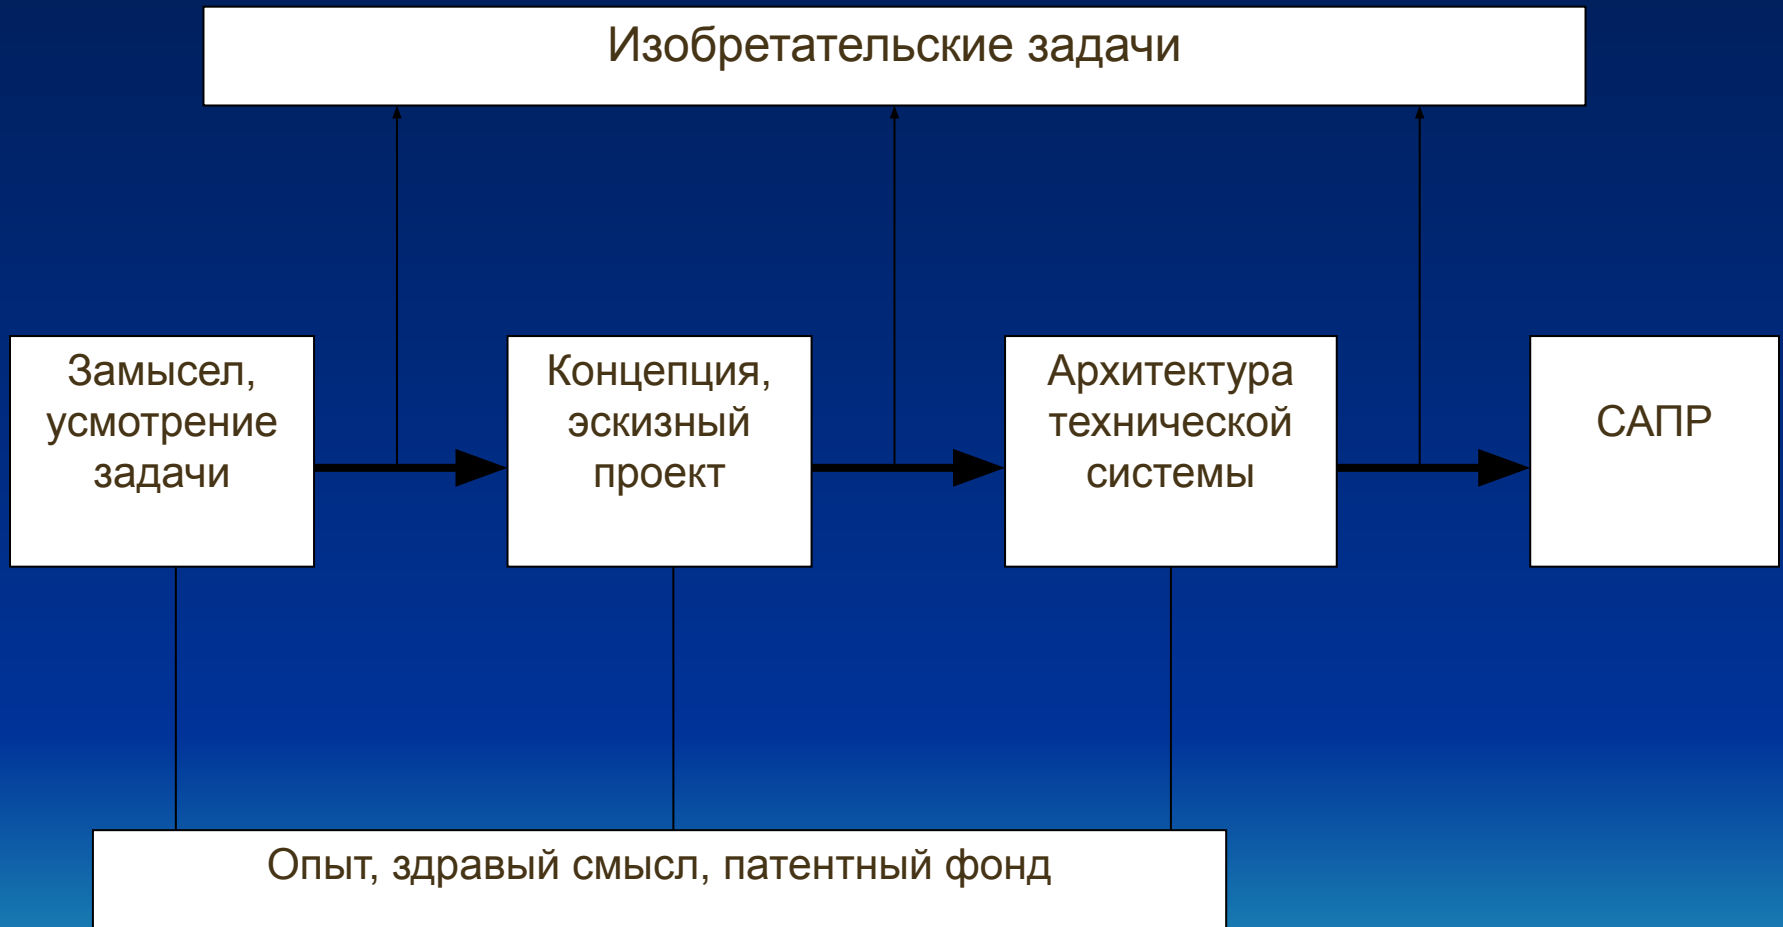 Изобретательские задачи
Замысел,
усмотрение
задачи
Концепция,
эскизный
проект
Архитектура
технической
системы
САПР
Опыт, здравый смысл, патентный фонд